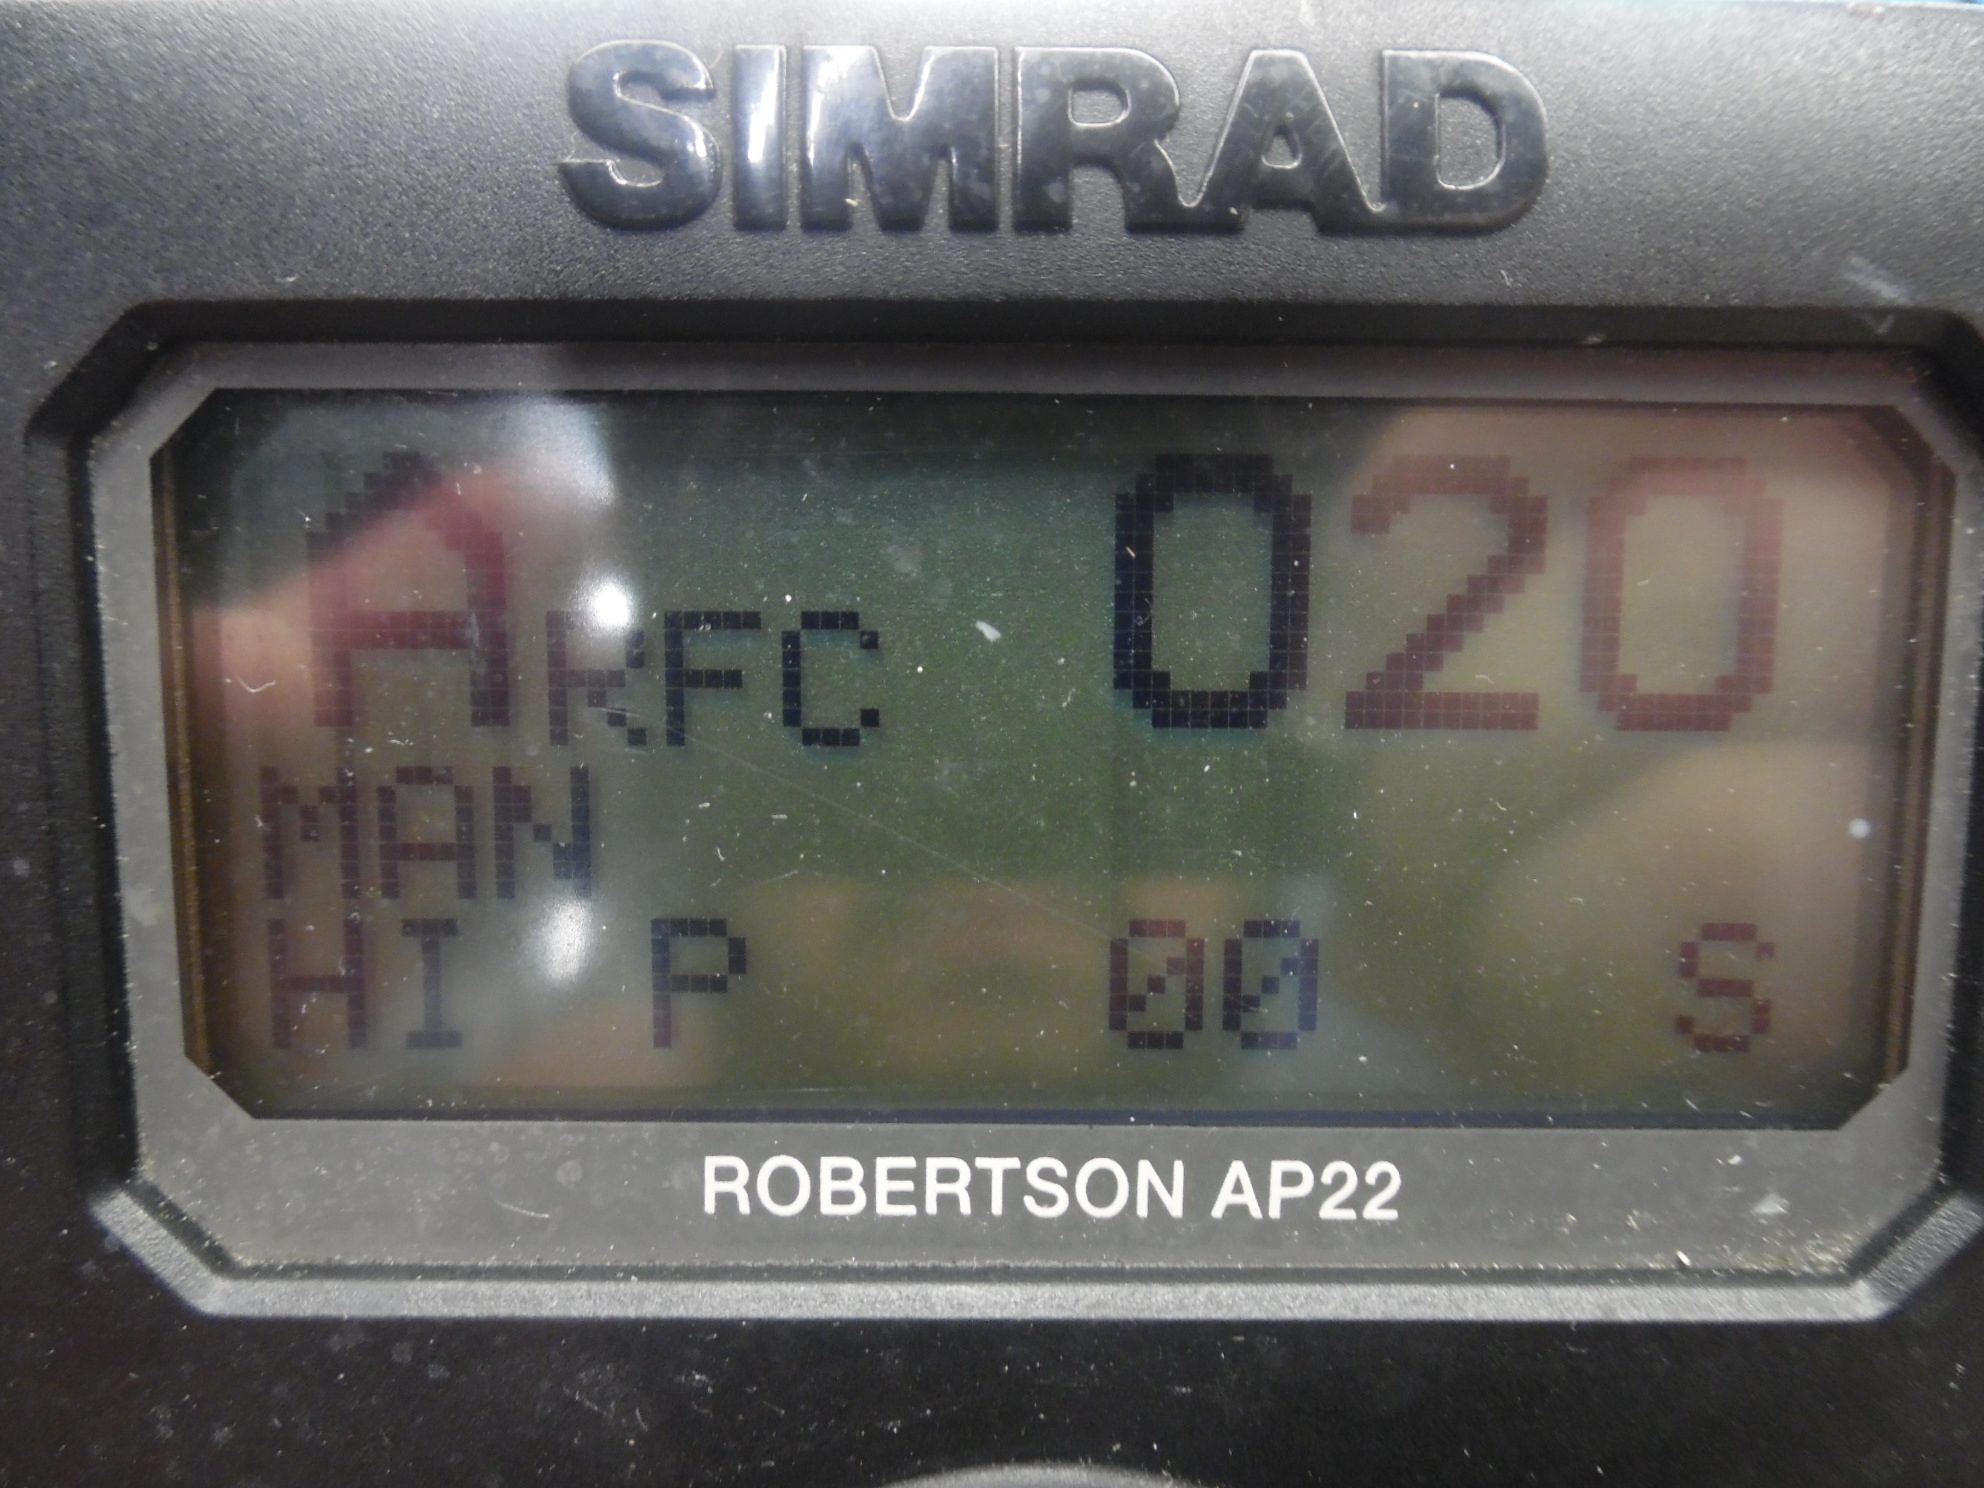 SIMRAD
A RFC 020
MAN
HI P 00 S
ROBERTSON AP22